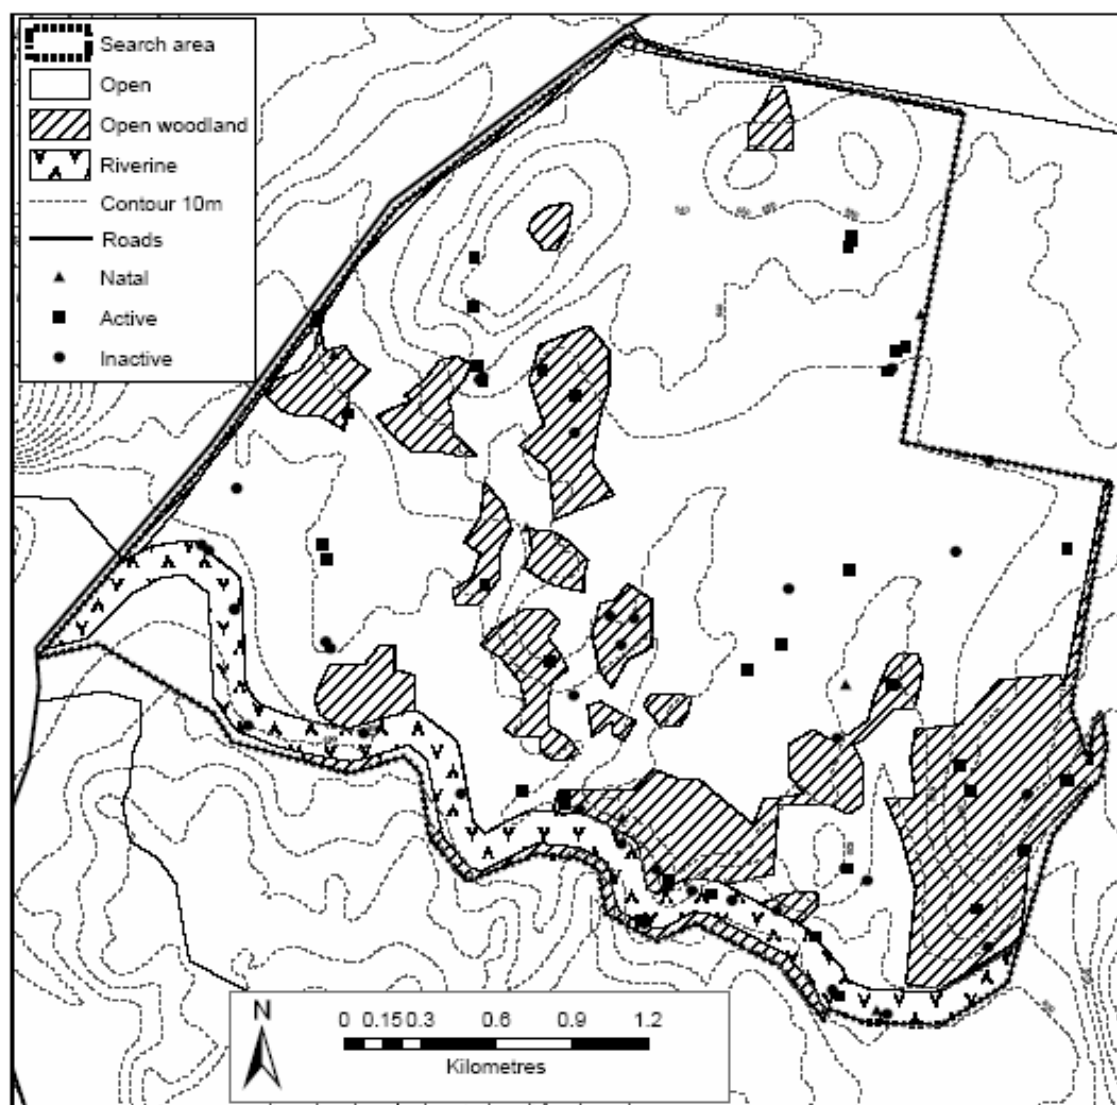 Search area
Open
Open woodland
Riverine
Contour 10m
Roads
Natal
Active
Inactive
N
0 0.15 0.3 0.6 0.9 1.2
Kilometres